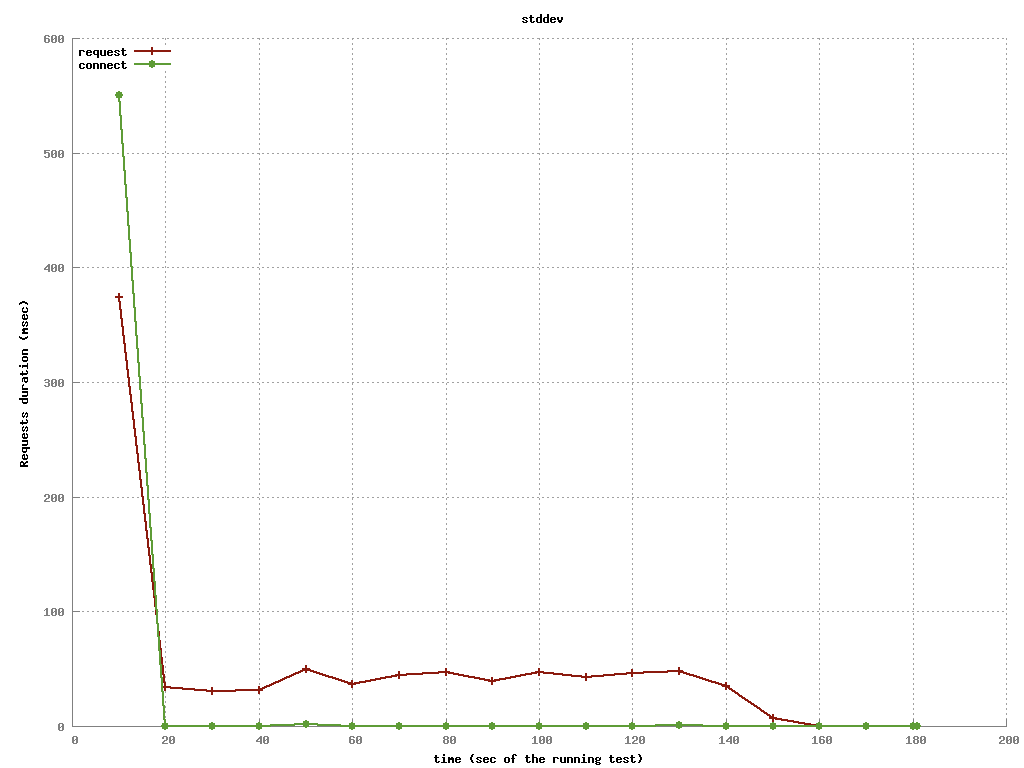 stddev
600
request
connect
500
400
300
200
100
0
Requests duration (msec)
0 20 40 60 80 100 120 140 160 180 200
time (sec of the running test)